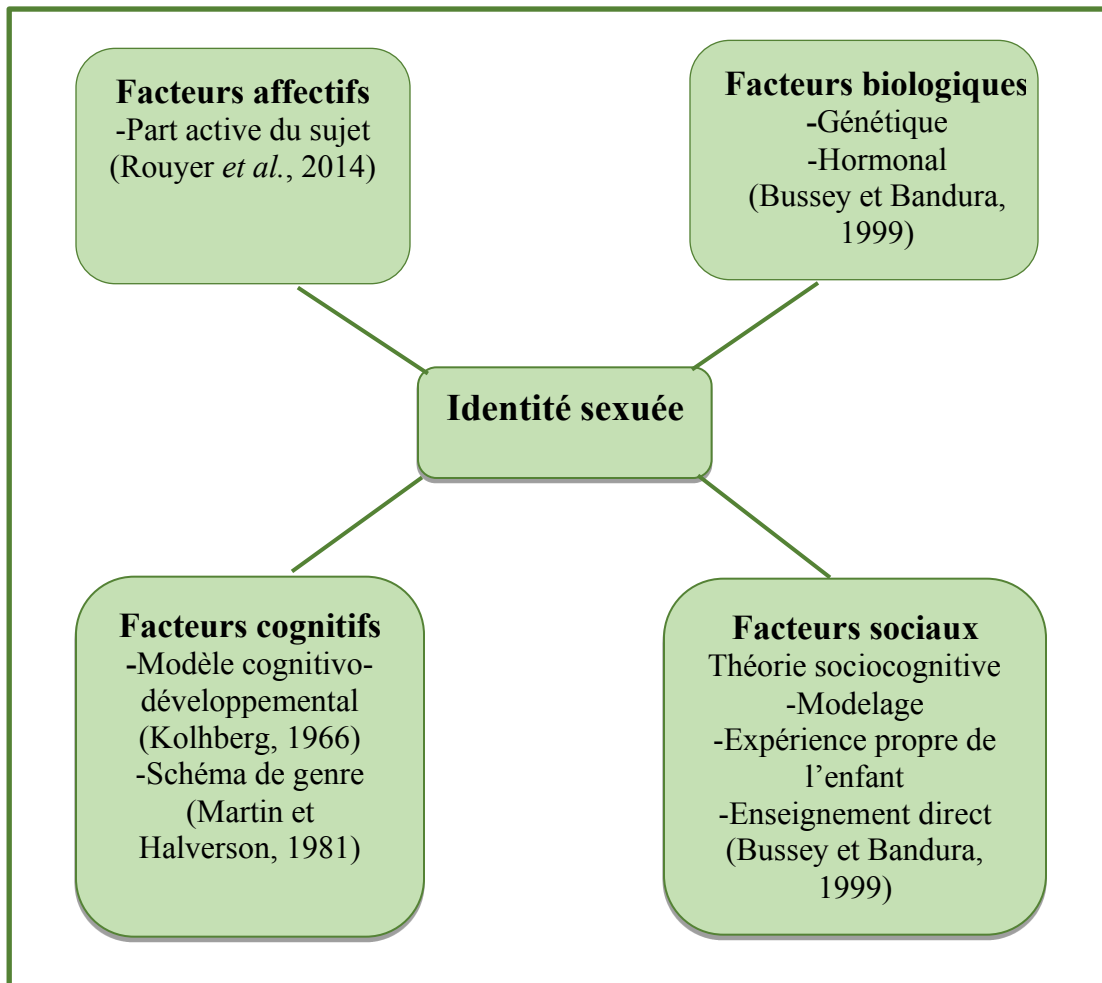 Facteurs affectifs
-Part active du sujet
(Rouyer et al., 2014)
Facteurs biologiques
-Génétique
-Hormonal
(Bussey et Bandura,
1999)
Identité sexuée
Facteurs cognitifs
-Modèle cognitivo-
développemental
(Kolhberg, 1966)
-Schéma de genre
(Martin et
Halverson, 1981)
Facteurs sociaux
Théorie sociocognitive
-Modelage
-Expérience propre de
l’enfant
-Enseignement direct
(Bussey et Bandura,
1999)